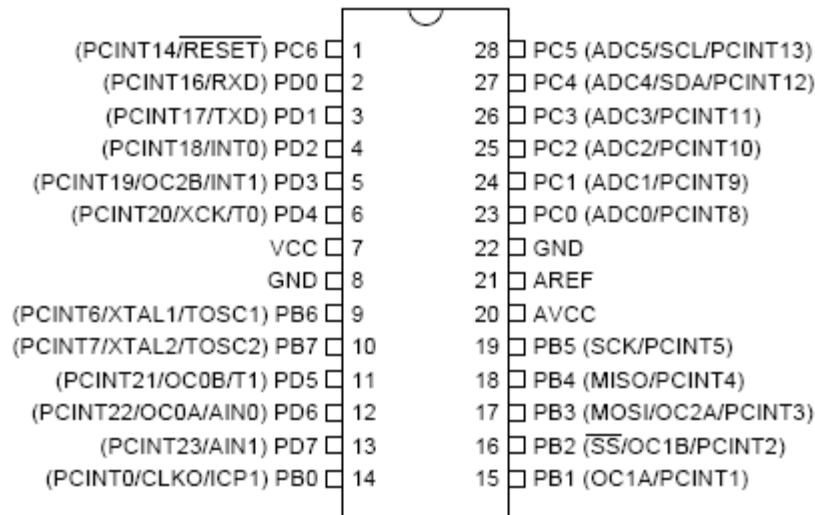 (PCINT14/RESET) PC6 1 28 PC5 (ADC5/SCL/PCINT13)
(PCINT16/RXD) PD0 2 27 PC4 (ADC4/SDA/PCINT12)
(PCINT17/TXD) PD1 3 26 PC3 (ADC3/PCINT11)
(PCINT18/INT0) PD2 4 25 PC2 (ADC2/PCINT10)
(PCINT19/OC2B/INT1) PD3 5 24 PC1 (ADC1/PCINT9)
(PCINT20/XCK/T0) PD4 6 23 PC0 (ADC0/PCINT8)
VCC 7 22 GND
GND 8 21 AREF
(PCINT6/XTAL1/TOSC1) PB6 9 20 AVCC
(PCINT7/XTAL2/TOSC2) PB7 10 19 PB5 (SCK/PCINT5)
(PCINT21/OC0B/T1) PD5 11 18 PB4 (MISO/PCINT4)
(PCINT22/OC0A/AIN0) PD6 12 17 PB3 (MOSI/OC2A/PCINT3)
(PCINT23/AIN1) PD7 13 16 PB2 (SS/OC1B/PCINT2)
(PCINT0/CLKO/ICP1) PB0 14 15 PB1 (OC1A/PCINT1)